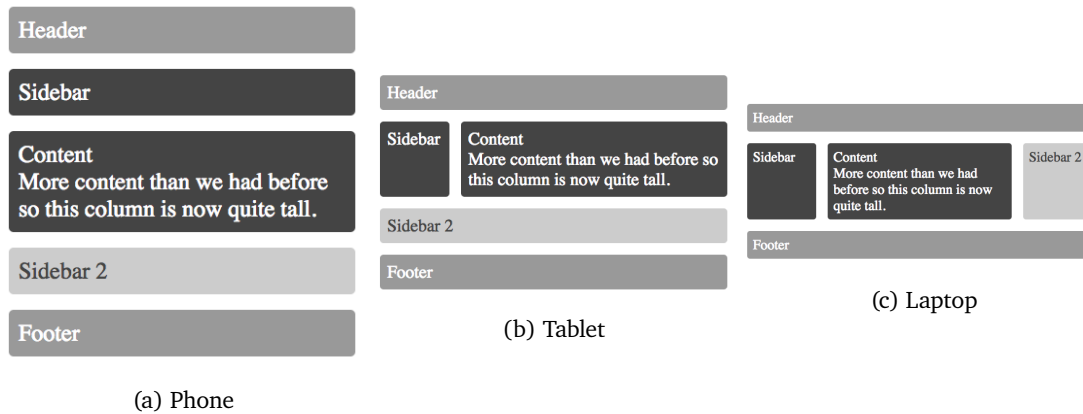 Header
Sidebar
Content
More content than we had before
so this column is now quite tall.
Sidebar 2
Footer
(a) Phone
Header
Sidebar
Content
More content than we had before so
this column is now quite tall.
Sidebar 2
Footer
(b) Tablet
Header
Sidebar
Content
More content than we had
before so this column is now
quite tall.
Sidebar 2
Footer
(c) Laptop